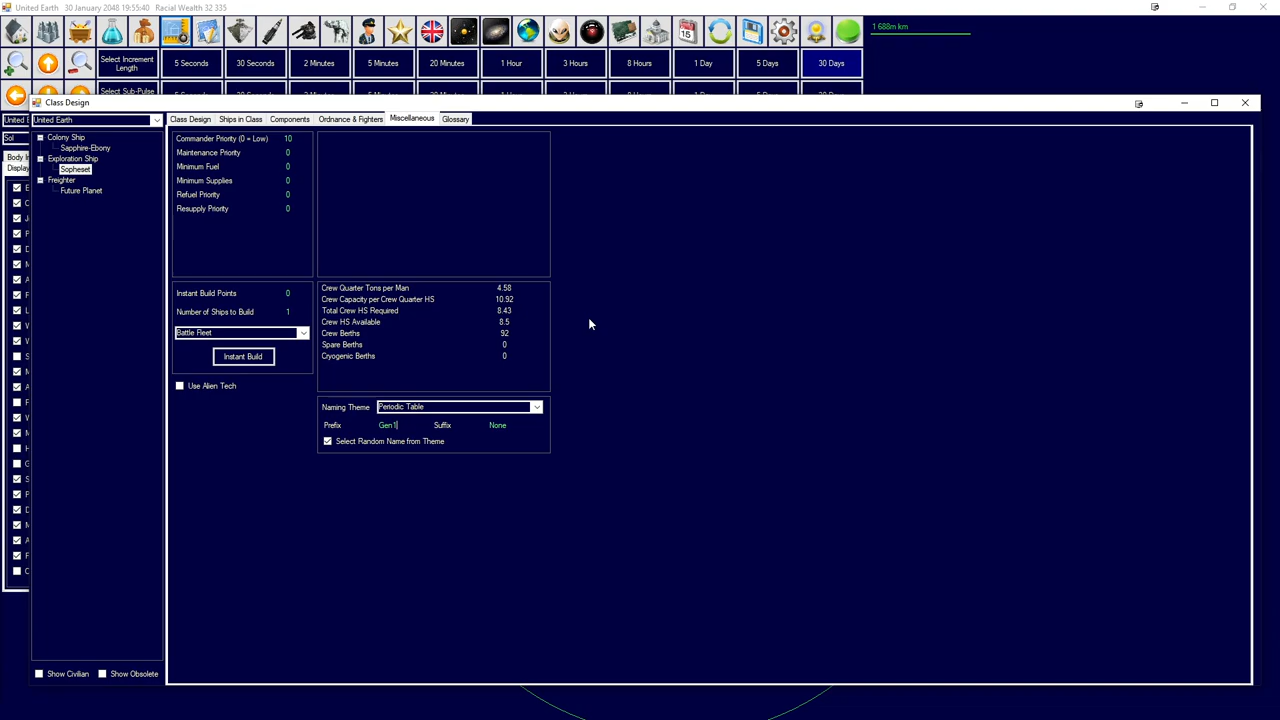 United Earth 30 January 2048 19:55:40 Racial Wealth 32 335
1 688m km
Select Increment Length
5 Seconds
30 Seconds
2 Minutes
5 Minutes
20 Minutes
1 Hour
3 Hours
8 Hours
1 Day
5 Days
30 Days
Class Design
United Earth
Sol
Body In
Display
Colony Ship
Sapphire-Ebony
Exploration Ship
Sopheset
Freighter
Future Planet
Show Civilian
Show Obsolete
Class Design
Ships in Class
Components
Ordnance & Fighters
Miscellaneous
Glossary
Commander Priority (0 = Low) 10
Maintenance Priority 0
Minimum Fuel 0
Minimum Supplies 0
Refuel Priority 0
Resupply Priority 0
Instant Build Points 0
Number of Ships to Build 1
Battle Fleet
Instant Build
Use Alien Tech
Crew Quarter Tons per Man 4.58
Crew Capacity per Crew Quarter HS 10.92
Total Crew HS Required 8.43
Crew HS Available 8.5
Crew Berths 92
Spare Berths 0
Cryogenic Berths 0
Naming Theme Periodic Table
Prefix Gen1 Suffix None
Select Random Name from Theme